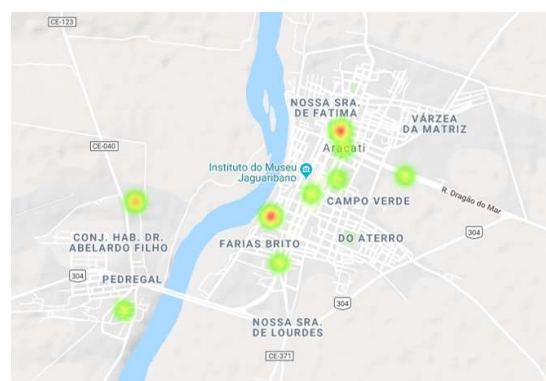 CE-123
NOSSA SRA.
DE FATIMA
VÁRZEA
DA MATRIZ
CE-040
Aracati
Instituto do Museu
Jaguaribano
R. Dragão do Mar
CAMPO VERDE
CONJ. HAB. DR.
ABELARDO FILHO
FARIAS BRITO
DO ATERRO
304
304
PEDREGAL
304
NOSSA SRA.
DE LOURDES
CE-371